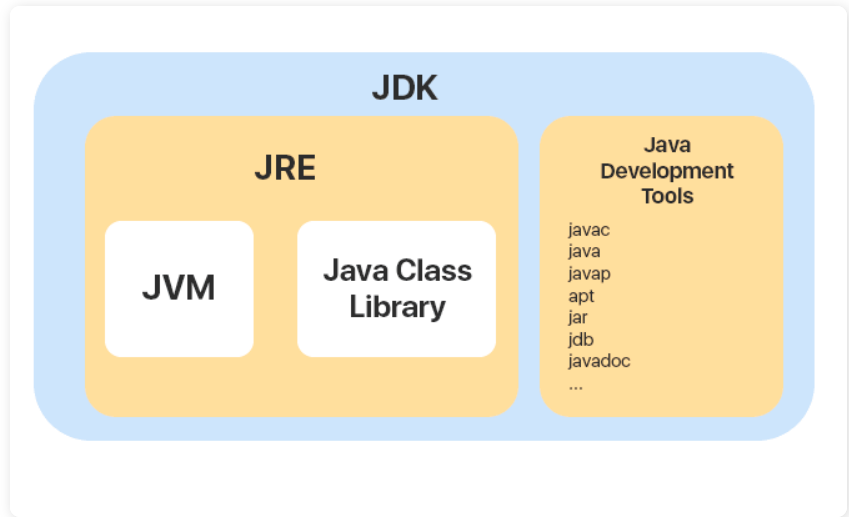 JDK
JRE
JVM
Java Class
Library
Java
Development
Tools
javac
java
javap
apt
jar
jdb
javadoc
...